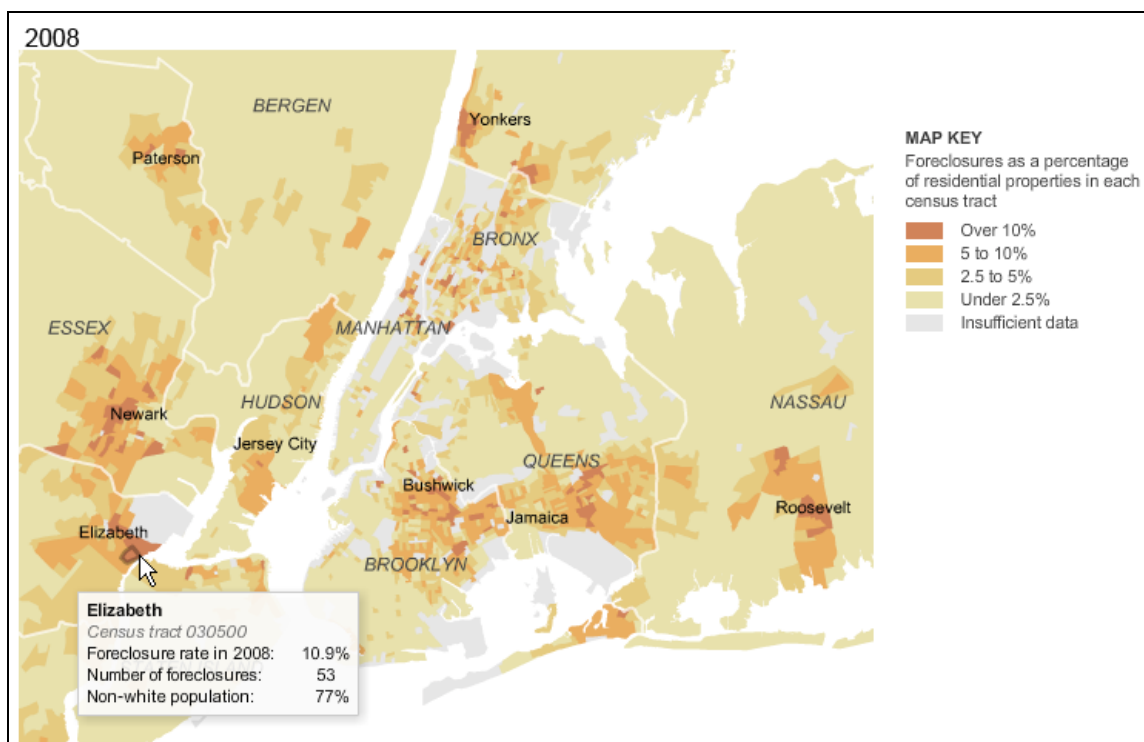 2008
BERGEN
Yonkers
Paterson
BRONX
ESSEX
MANHATTAN
HUDSON
NASSAU
Newark
Jersey City
QUEENS
Bushwick
Roosevelt
Jamaica
Elizabeth
BROOKLYN
MAP KEY
Foreclosures as a percentage
of residential properties in each
census tract
Over 10%
5 to 10%
2.5 to 5%
Under 2.5%
Insufficient data
Elizabeth
Census tract 030500
Foreclosure rate in 2008: 10.9%
Number of foreclosures: 53
Non-white population: 77%